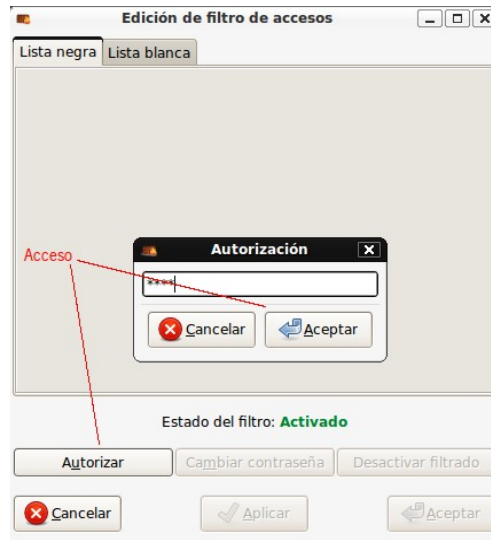 Edición de filtro de accesos
Lista negra Lista blanca
Autorización
Acceso
****
Cancelar Aceptar
Estado del filtro: Activado
Autorizar Cambiar contraseña Desactivar filtrado
Cancelar Aplicar Aceptar